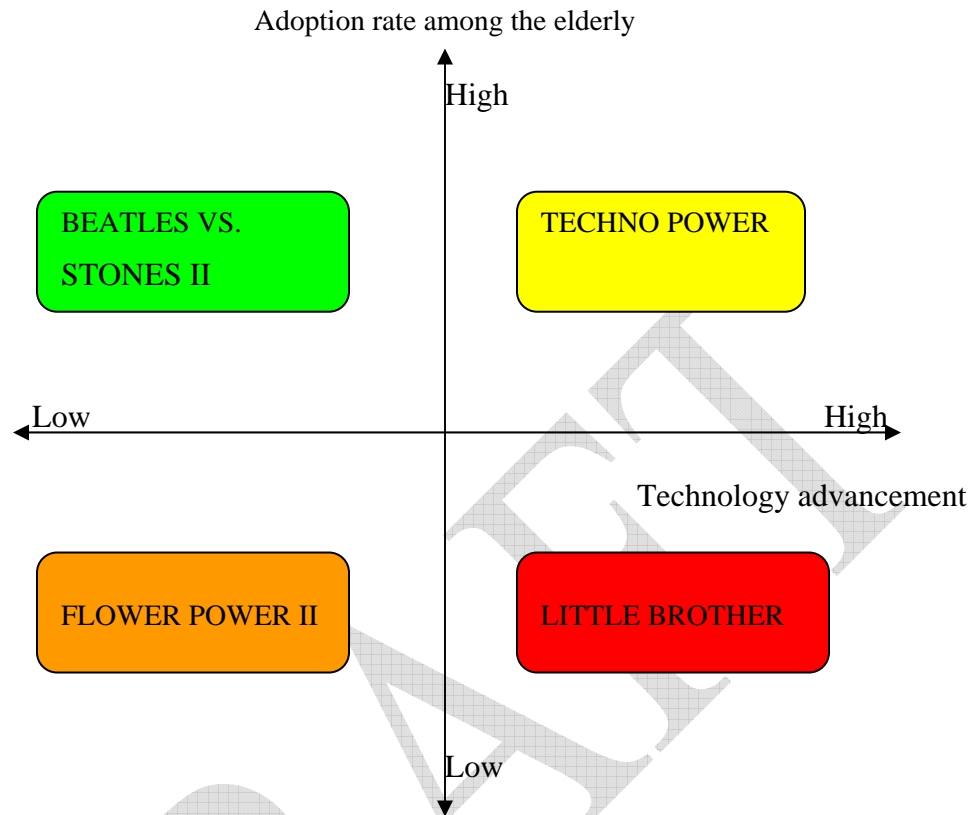 Adoption rate among the elderly
High
BEATLES VS.
STONES II
TECHNO POWER
Low
High
Technology advancement
FLOWER POWER II
LITTLE BROTHER
Low